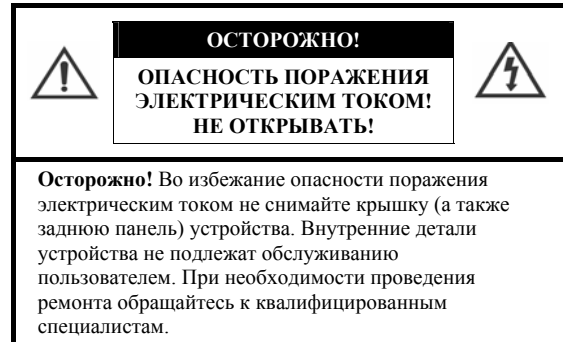 ОСТОРОЖНО!
ОПАСНОСТЬ ПОРАЖЕНИЯ
ЭЛЕКТРИЧЕСКИМ ТОКОМ!
НЕ ОТКРЫВАТЬ!
Осторожно! Во избежание опасности поражения
электрическим током не снимайте крышку (а также
заднюю панель) устройства. Внутренние детали
устройства не подлежат обслуживанию
пользователем. При необходимости проведения
ремонта обращайтесь к квалифицированным
специалистам.